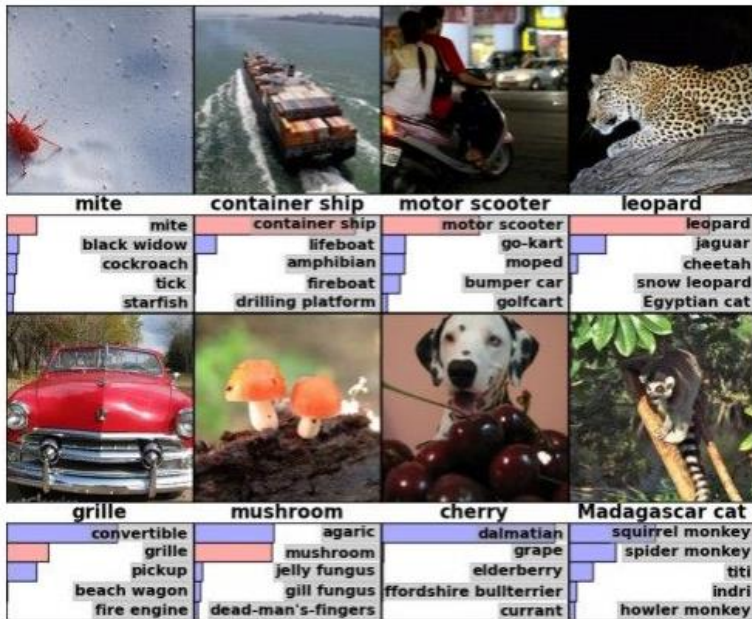 mite
container ship
motor scooter
leopard
mite
black widow
cockroach
tick
starfish
container ship
lifeboat
amphibian
fireboat
drilling platform
motor scooter
go-kart
moped
bumper car
golfcart
leopard
jaguar
cheetah
snow leopard
Egyptian cat
grille
mushroom
cherry
Madagascar cat
convertible
grille
pickup
beach wagon
fire engine
agaric
mushroom
jelly fungus
gill fungus
dead-man's-fingers
dalmatian
grape
elderberry
ffordshire bullterrier
currant
squirrel monkey
spider monkey
titi
indri
howler monkey